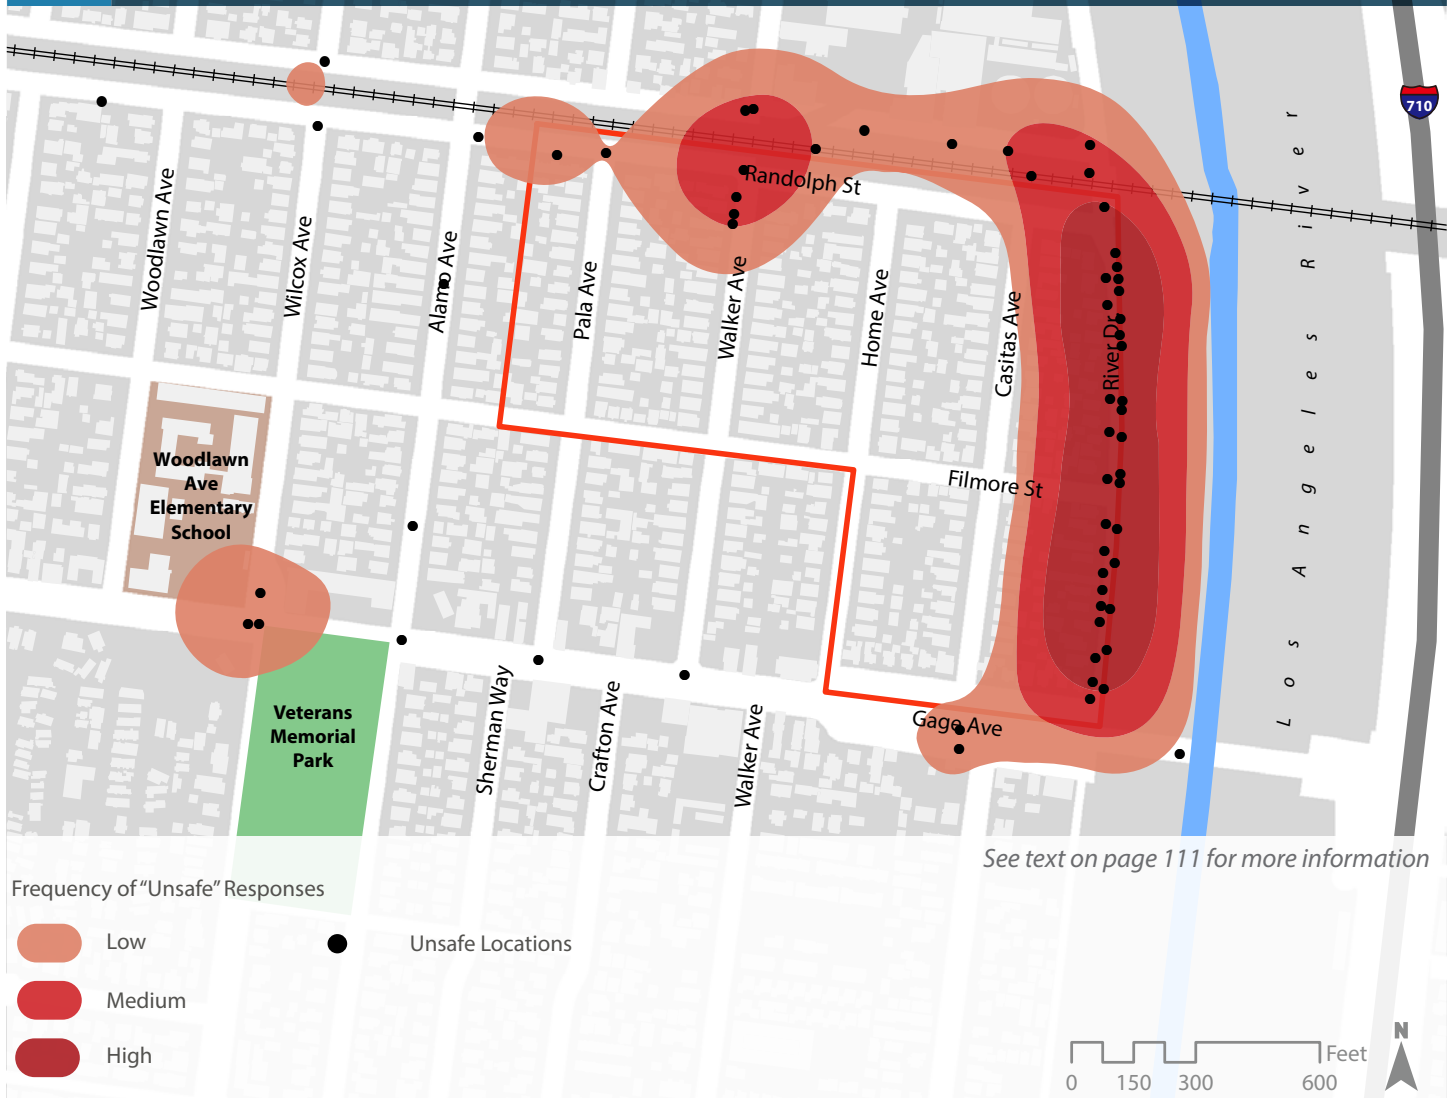 710
Randolph St
Woodlawn Ave
Wilcox Ave
Alamo Ave
Pala Ave
Walker Ave
Home Ave
Casitas Ave
River Dr
Los Angeles River
Woodlawn
Ave
Elementary
School
Filmore St
Veterans
Memorial
Park
Sherman Way
Crafton Ave
Walker Ave
Gage Ave
See text on page 111 for more information
Frequency of “Unsafe” Responses
Low
Unsafe Locations
Medium
High
N
Feet
0 150 300 600